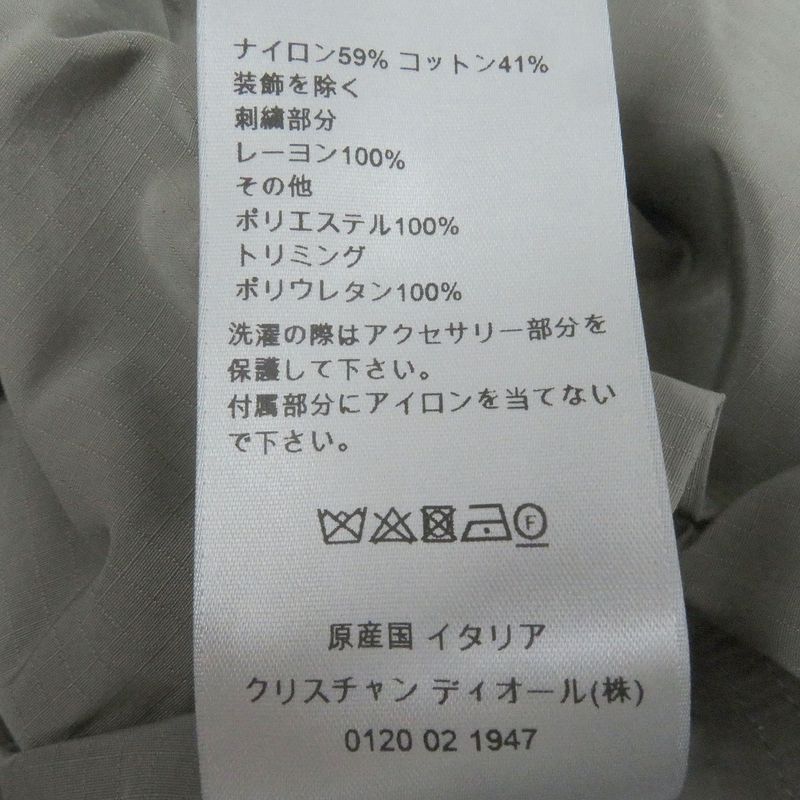 ナイロン59% コットン41%
装飾を除く
刺繍部分
レーヨン100%
その他
ポリエステル100%
トリミング
ポリウレタン100%
洗濯の際はアクセサリー部分を
保護して下さい。
付属部分にアイロンを当てない
で下さい。
F
原産国 イタリア
クリスチャン ディオール(株)
0120 02 1947